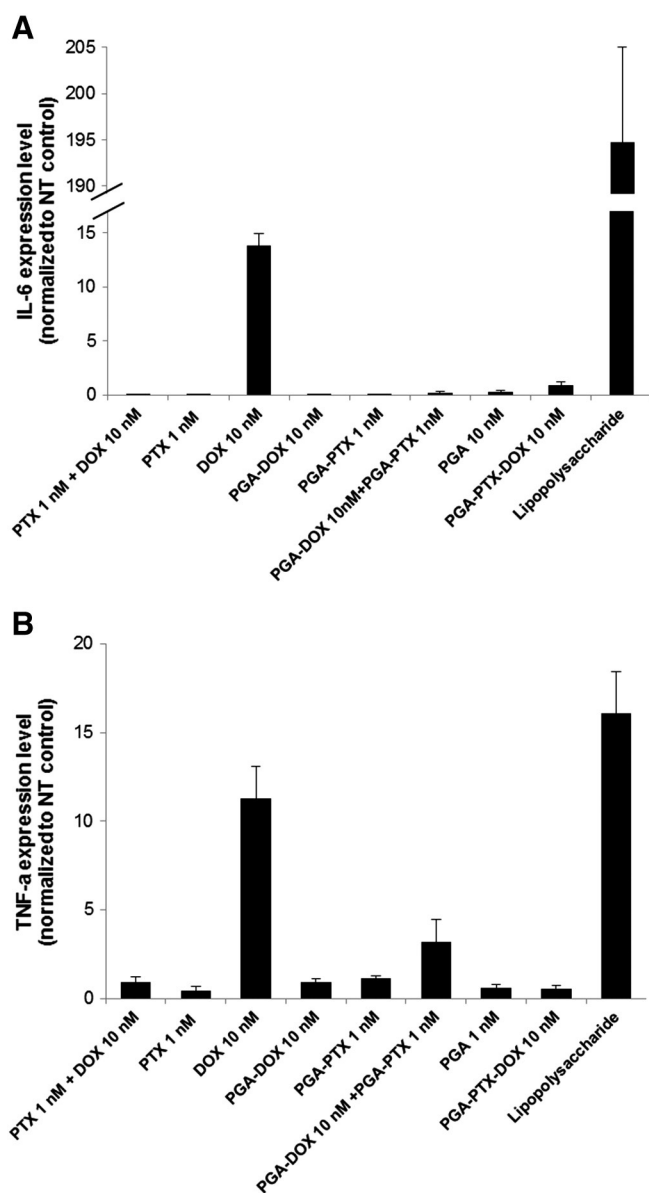 A
IL-6 expression level
(normalized to NT control)
205
200
195
190
15
10
5
0
PTX 1 nM + DOX 10 nM
PTX 1 nM
DOX 10 nM
PGA-DOX 10 nM
PGA-PTX 1 nM
PGA-DOX 10nM+PGA-PTX 1nM
PGA 10 nM
PGA-PTX-DOX 10 nM
Lipopolysaccharide
B
TNF-a expression level
(normalized to NT control)
20
15
10
5
0
PTX 1 nM + DOX 10 nM
PTX 1 nM
DOX 10 nM
PGA-DOX 10 nM
PGA-PTX 1 nM
PGA-DOX 10 nM +PGA-PTX 1 nM
PGA 1 nM
PGA-PTX-DOX 10 nM
Lipopolysaccharide